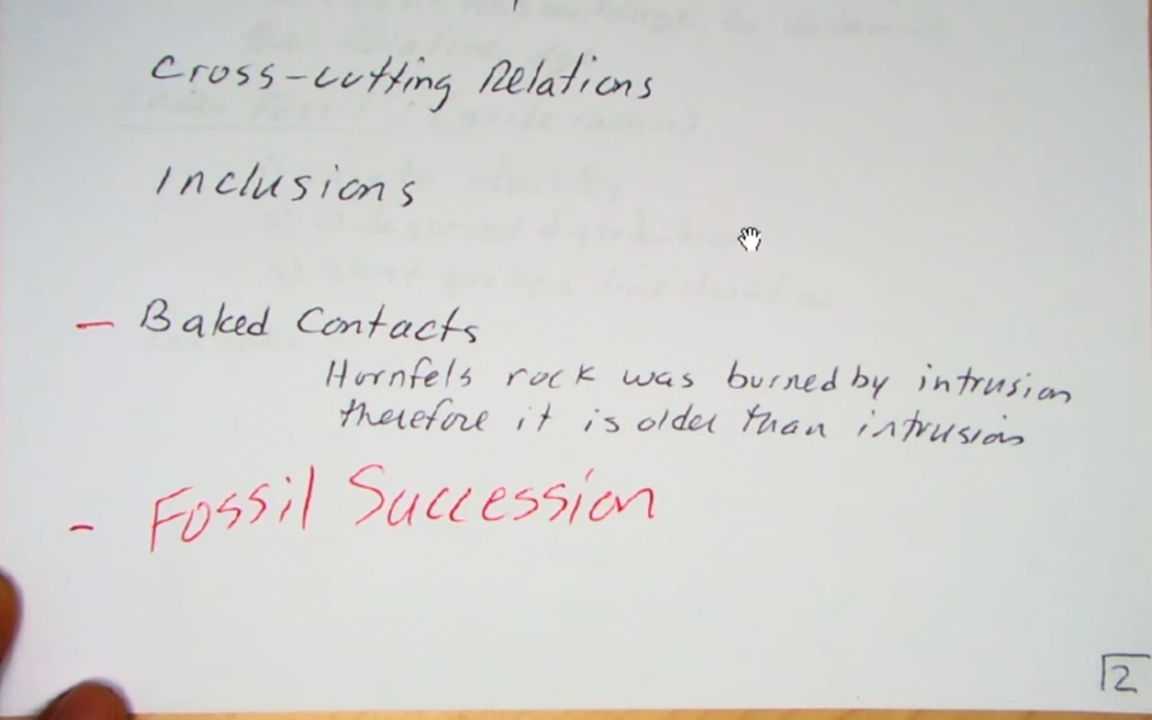 Cross-cutting Relations
Inclusions
- Baked Contacts
Hornfels rock was burned by intrusion
therefore it is older than intrusion
- Fossil Succession
2